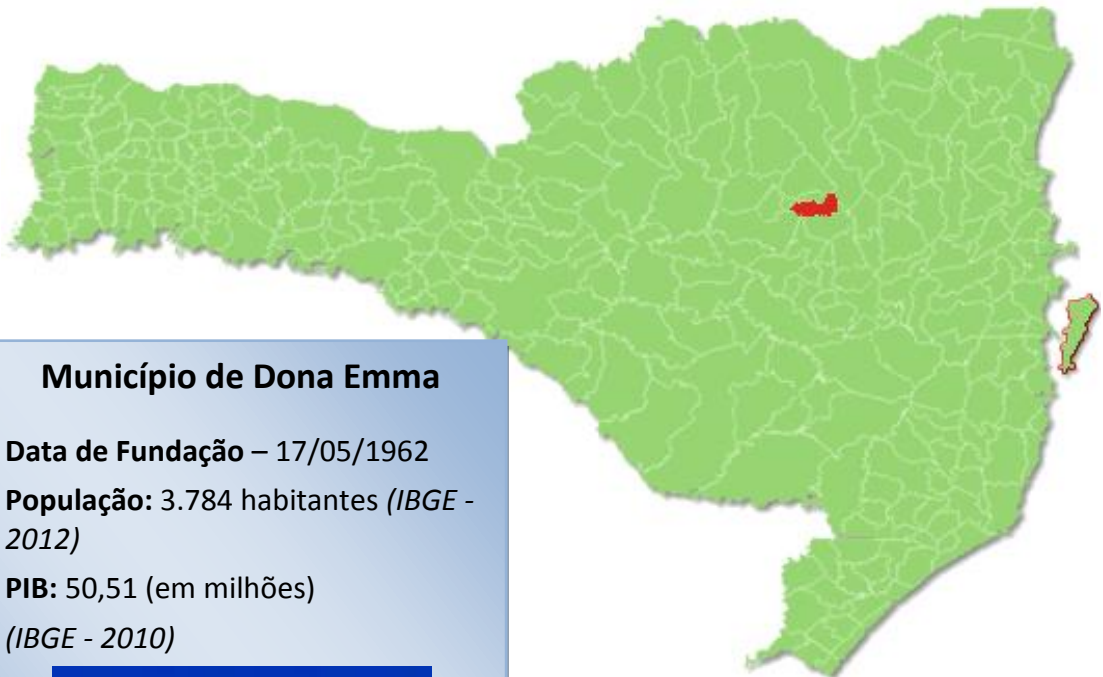 Município de Dona Emma
Data de Fundação – 17/05/1962
População: 3.784 habitantes (IBGE -
2012)
PIB: 50,51 (em milhões)
(IBGE - 2010)